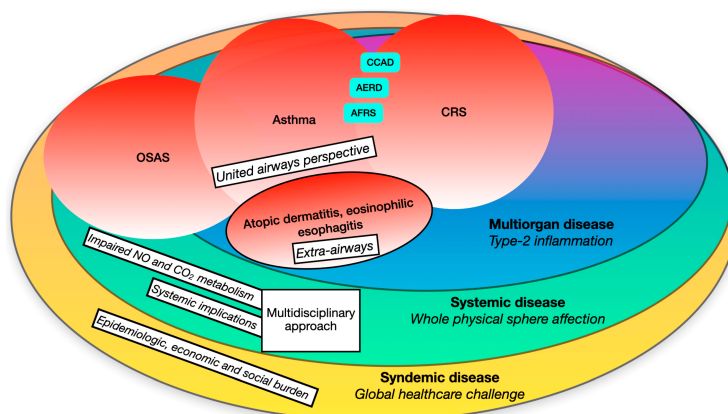 CCAD
AERD
AFRS
Asthma
CRS
OSAS
United airways perspective
Atopic dermatitis, eosinophilic
esophagitis
Extra-airways
Multiorgan disease
Type-2 inflammation
Impaired NO and CO₂ metabolism
Systemic implications
Multidisciplinary
approach
Systemic disease
Whole physical sphere affection
Epidemiologic, economic and social burden
Syndemic disease
Global healthcare challenge